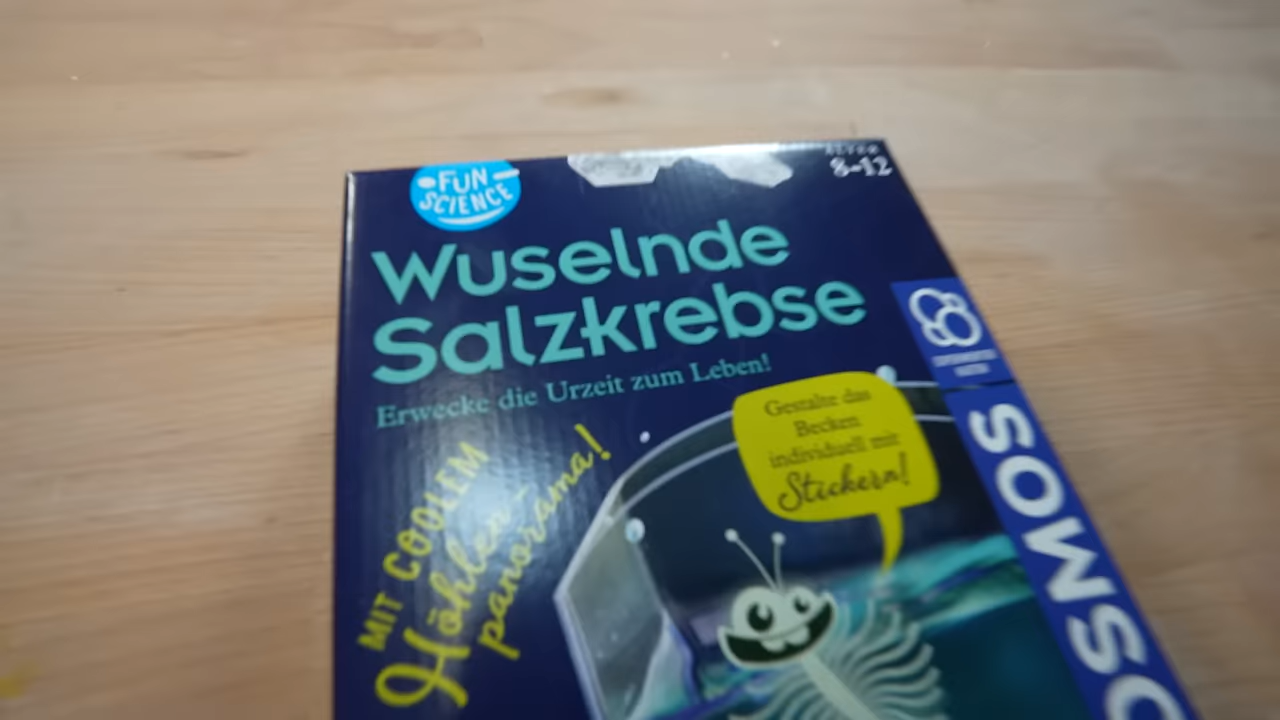 FUN
SCIENCE
ALTER
8-12
Wuselnde
Salzkrebse
Erwecke die Urzeit zum Leben!
MIT COOLEM
Höhlen-
panorama!
Gestalte das
Becken
individuell mit
Stickern!
KOSMOS